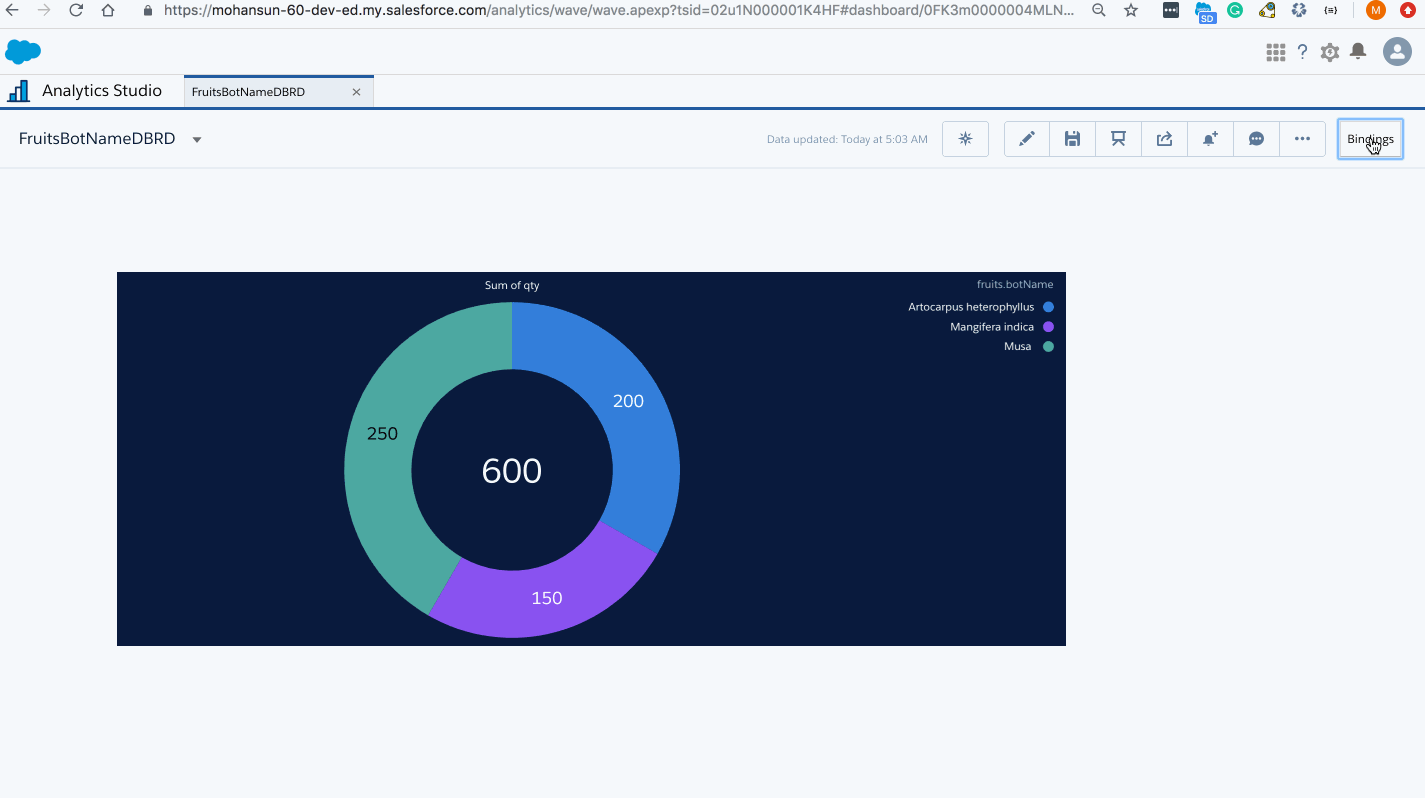 https://mohansun-60-dev-ed.my.salesforce.com/analytics/wave/wave.apexp?tsid=02u1N000001K4HF#dashboard/0FK3m0000004MLN...
SD
M
Analytics Studio
FruitsBotNameDBRD
FruitsBotNameDBRD
Data updated: Today at 5:03 AM
Bindings
Sum of qty
fruits.botName
Artocarpus heterophyllus
Mangifera indica
Musa
200
250
600
150